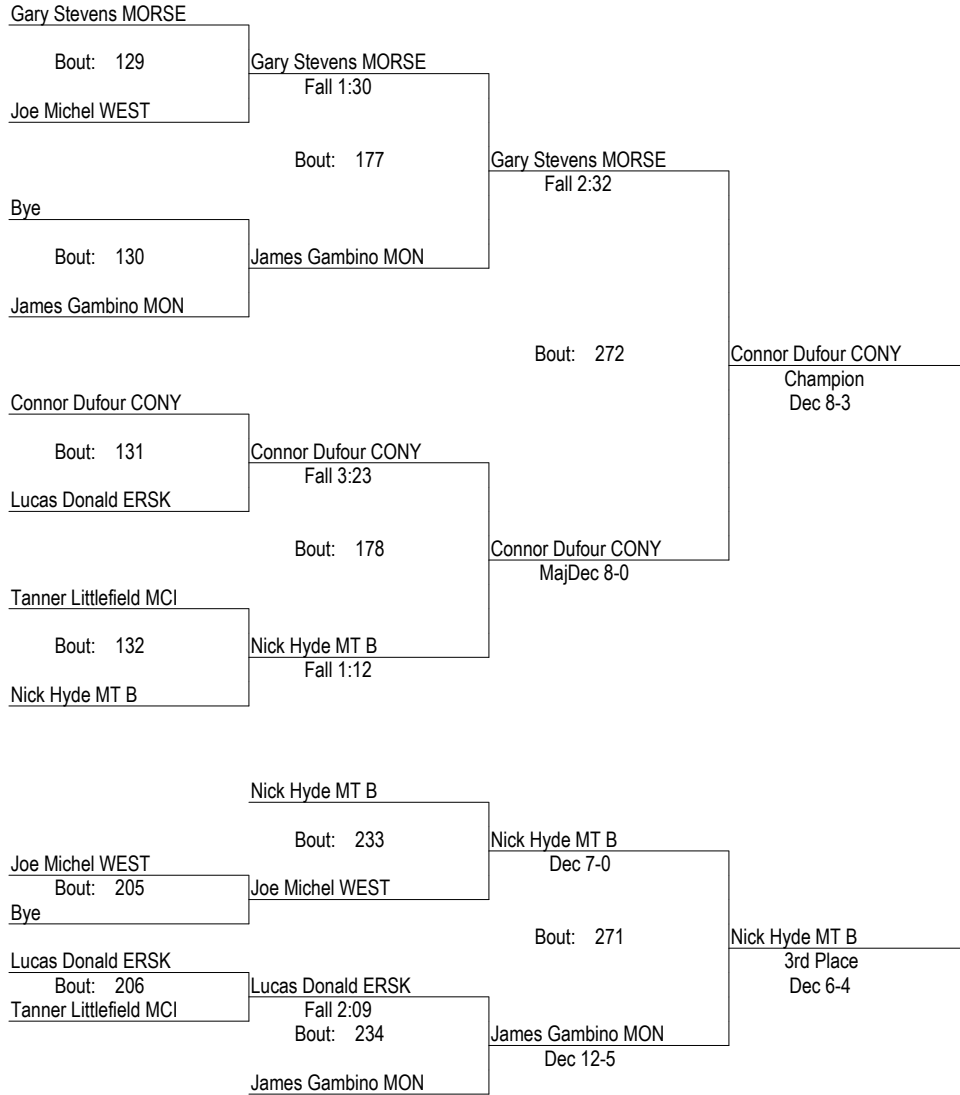 Gary Stevens MORSE
Bout: 129
Gary Stevens MORSE
Fall 1:30
Joe Michel WEST
Bout: 177
Gary Stevens MORSE
Fall 2:32
Bye
Bout: 130
James Gambino MON
James Gambino MON
Bout: 272
Connor Dufour CONY
Champion
Dec 8-3
Connor Dufour CONY
Bout: 131
Connor Dufour CONY
Fall 3:23
Lucas Donald ERSK
Bout: 178
Connor Dufour CONY
MajDec 8-0
Tanner Littlefield MCI
Bout: 132
Nick Hyde MT B
Fall 1:12
Nick Hyde MT B
Nick Hyde MT B
Bout: 233
Nick Hyde MT B
Dec 7-0
Joe Michel WEST
Bout: 205
Joe Michel WEST
Bye
Bout: 271
Nick Hyde MT B
3rd Place
Dec 6-4
Lucas Donald ERSK
Bout: 206
Lucas Donald ERSK
Tanner Littlefield MCI
Fall 2:09
Bout: 234
James Gambino MON
Dec 12-5
James Gambino MON